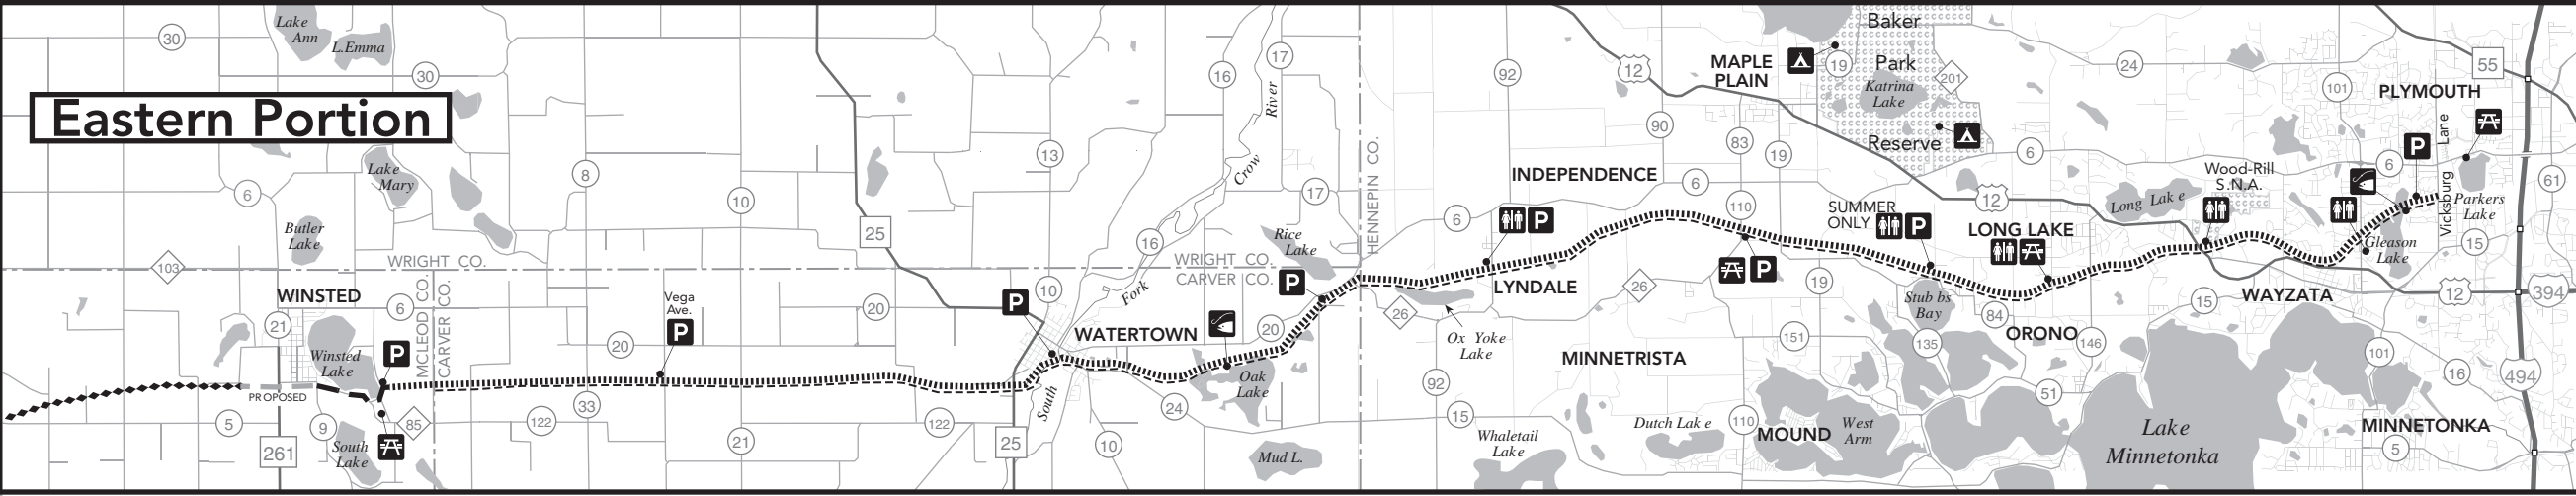 Eastern Portion
Lake
Ann
L.Emma
30
30
6
Lake
Mary
Butler
Lake
103
WRIGHT CO.
WINSTED
21
6
MCLEOD CO.
CARVER CO.
Winsted
Lake
P
PROPOSED
5
261
9
South
Lake
85
8
10
25
Vega
Ave.
P
20
20
33
122
21
122
25
13
16
17
River
Crow
17
16
Fork
South
P
10
WATERTOWN
24
10
20
Oak
Lake
Mud L.
Rice
Lake
WRIGHT CO.
CARVER CO.
P
HENNEPIN CO.
92
12
90
INDEPENDENCE
6
6
P
LYNDALE
26
26
Ox Yoke
Lake
MINNETRISTA
92
15
Whaletail
Lake
Dutch Lake
110
MOUND
West
Arm
MAPLE
PLAIN
83
19
110
P
19
151
Baker
Park
Reserve
19
Katrina
Lake
201
24
6
12
SUMMER
ONLY
P
LONG LAKE
Stubbs
Bay
84
135
ORONO
146
51
Lake
Minnetonka
Long Lake
Wood-Rill
S.N.A.
15
WAYZATA
101
PLYMOUTH
55
P
6
Vicksburg Lane
Parkers
Lake
61
Gleason
Lake
15
12
394
101
16
494
MINNETONKA
5